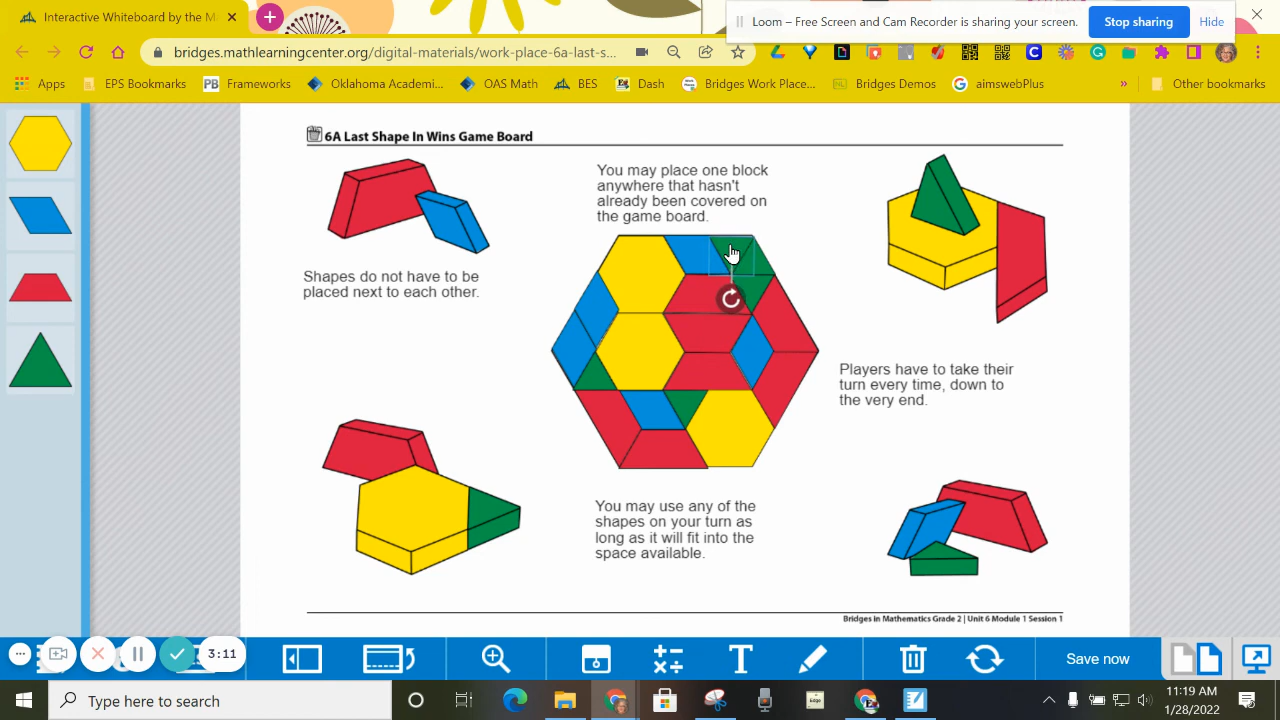 Interactive Whiteboard by the M
Loom – Free Screen and Cam Recorder is sharing your screen.
Stop sharing
Hide
bridges.mathlearningcenter.org/digital-materials/work-place-6a-last-s...
Apps
EPS Bookmarks
PB Frameworks
Oklahoma Academi...
OAS Math
BES
Dash
Bridges Work Place...
Bridges Demos
aimswebPlus
»
Other bookmarks
6A Last Shape In Wins Game Board
You may place one block
anywhere that hasn't
already been covered on
the game board.
Shapes do not have to be
placed next to each other.
Players have to take their
turn every time, down to
the very end.
You may use any of the
shapes on your turn as
long as it will fit into the
space available.
Bridges in Mathematics Grade 2 | Unit 6 Module 1 Session 1
3:11
Save now
Type here to search
11:19 AM
1/28/2022